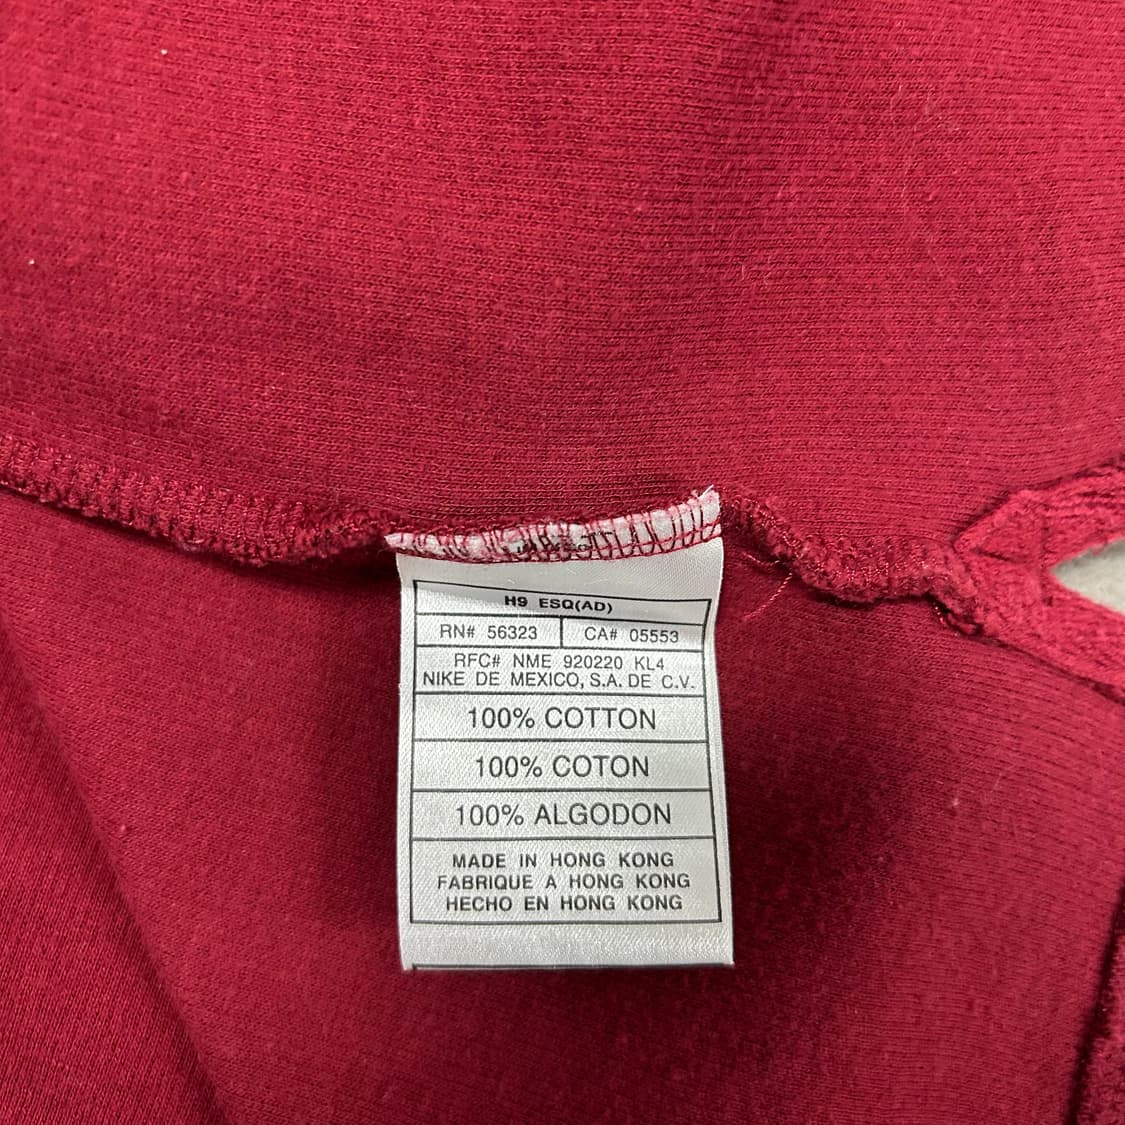 H9 ESQ(AD)
RN# 56323 CA# 05553
RFC# NME 920220 KL4
NIKE DE MEXICO, S.A. DE C.V.
100% COTTON
100% COTON
100% ALGODON
MADE IN HONG KONG
FABRIQUE A HONG KONG
HECHO EN HONG KONG